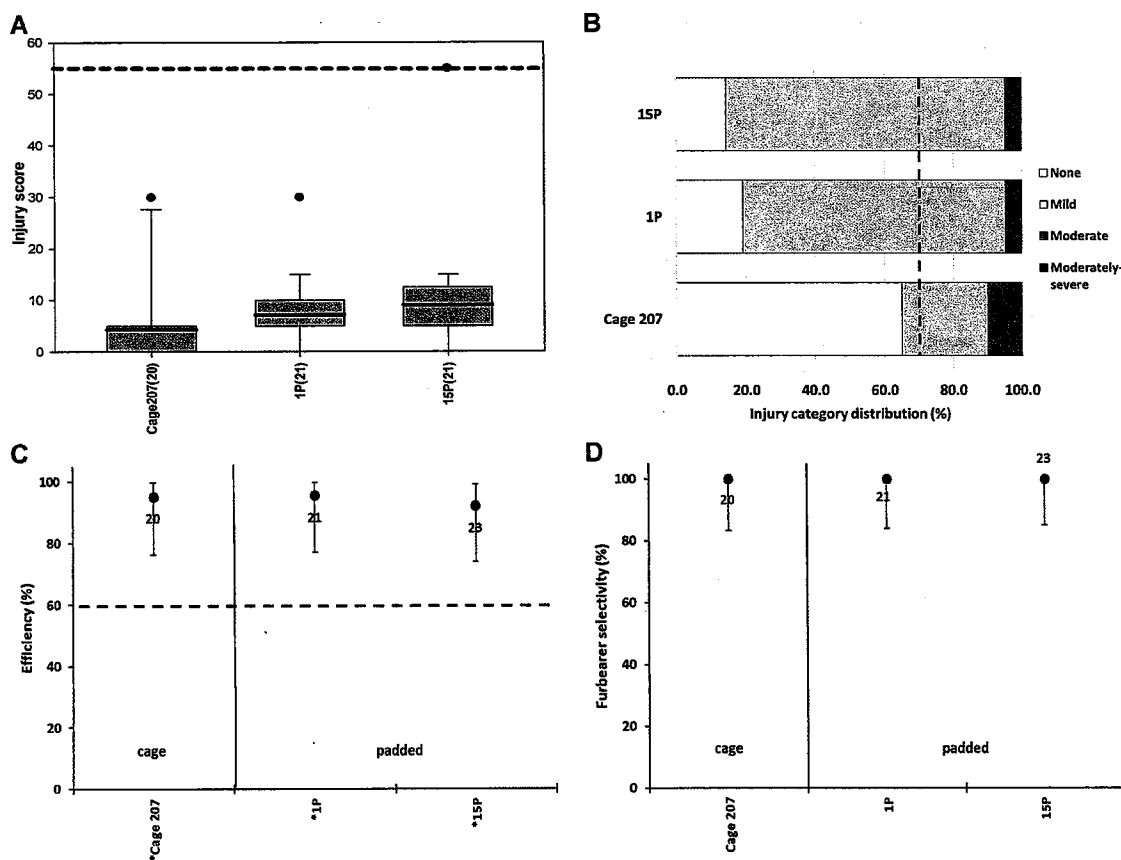 A
60
50
40
30
20
10
0
Injury score
Cage207(20)
1P(21)
15P(21)
B
15P
1P
Cage 207
0.0 20.0 40.0 60.0 80.0 100.0
Injury category distribution (%)
None
Mild
Moderate
Moderately-
severe
C
100
80
60
40
20
0
Efficiency (%)
20
21
23
cage
padded
*Cage 207
*1P
*15P
D
100
80
60
40
20
0
Furbearer selectivity (%)
20
21
23
cage
padded
Cage 207
1P
15P